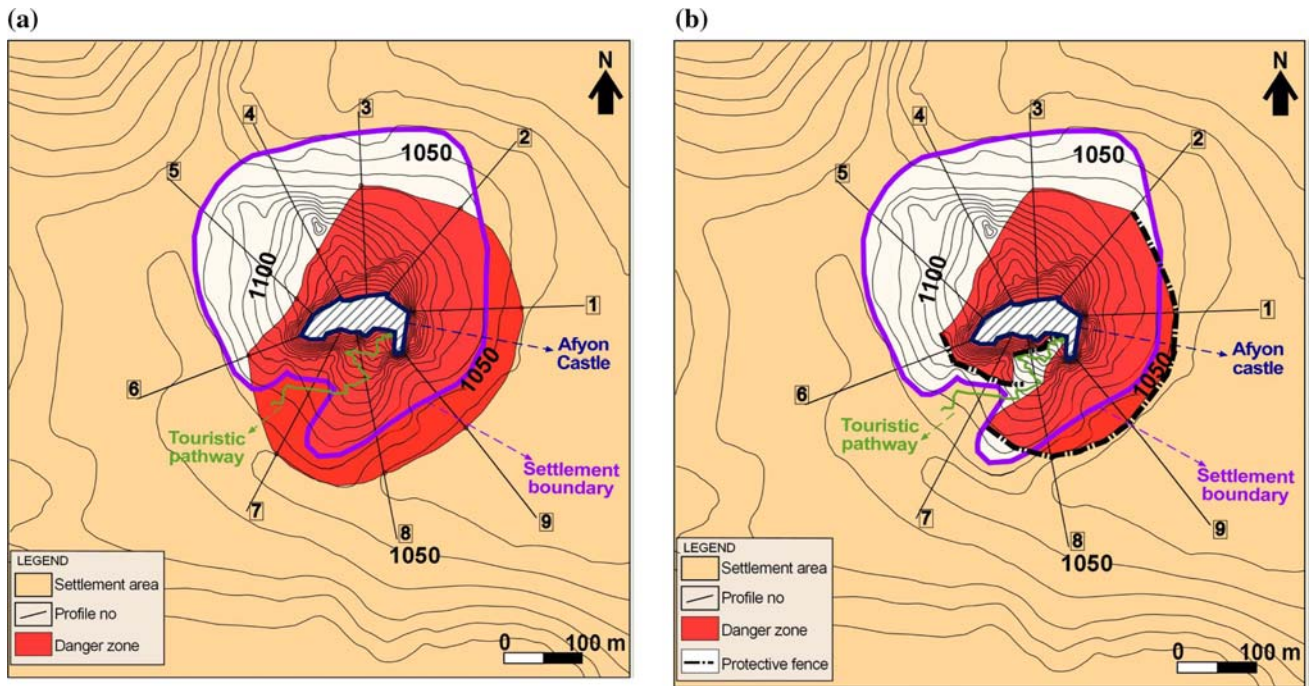 (a)
N
4
3
2
1050
5
1100
1
Afyon
Castle
1050
6
Touristic
pathway
Settlement
boundary
7
8
9
1050
LEGEND
Settlement area
Profile no
Danger zone
0 100 m
(b)
N
4
3
2
1050
5
1100
1
Afyon
castle
1050
6
Touristic
pathway
Settlement
boundary
7
8
9
1050
LEGEND
Settlement area
Profile no
Danger zone
Protective fence
0 100 m